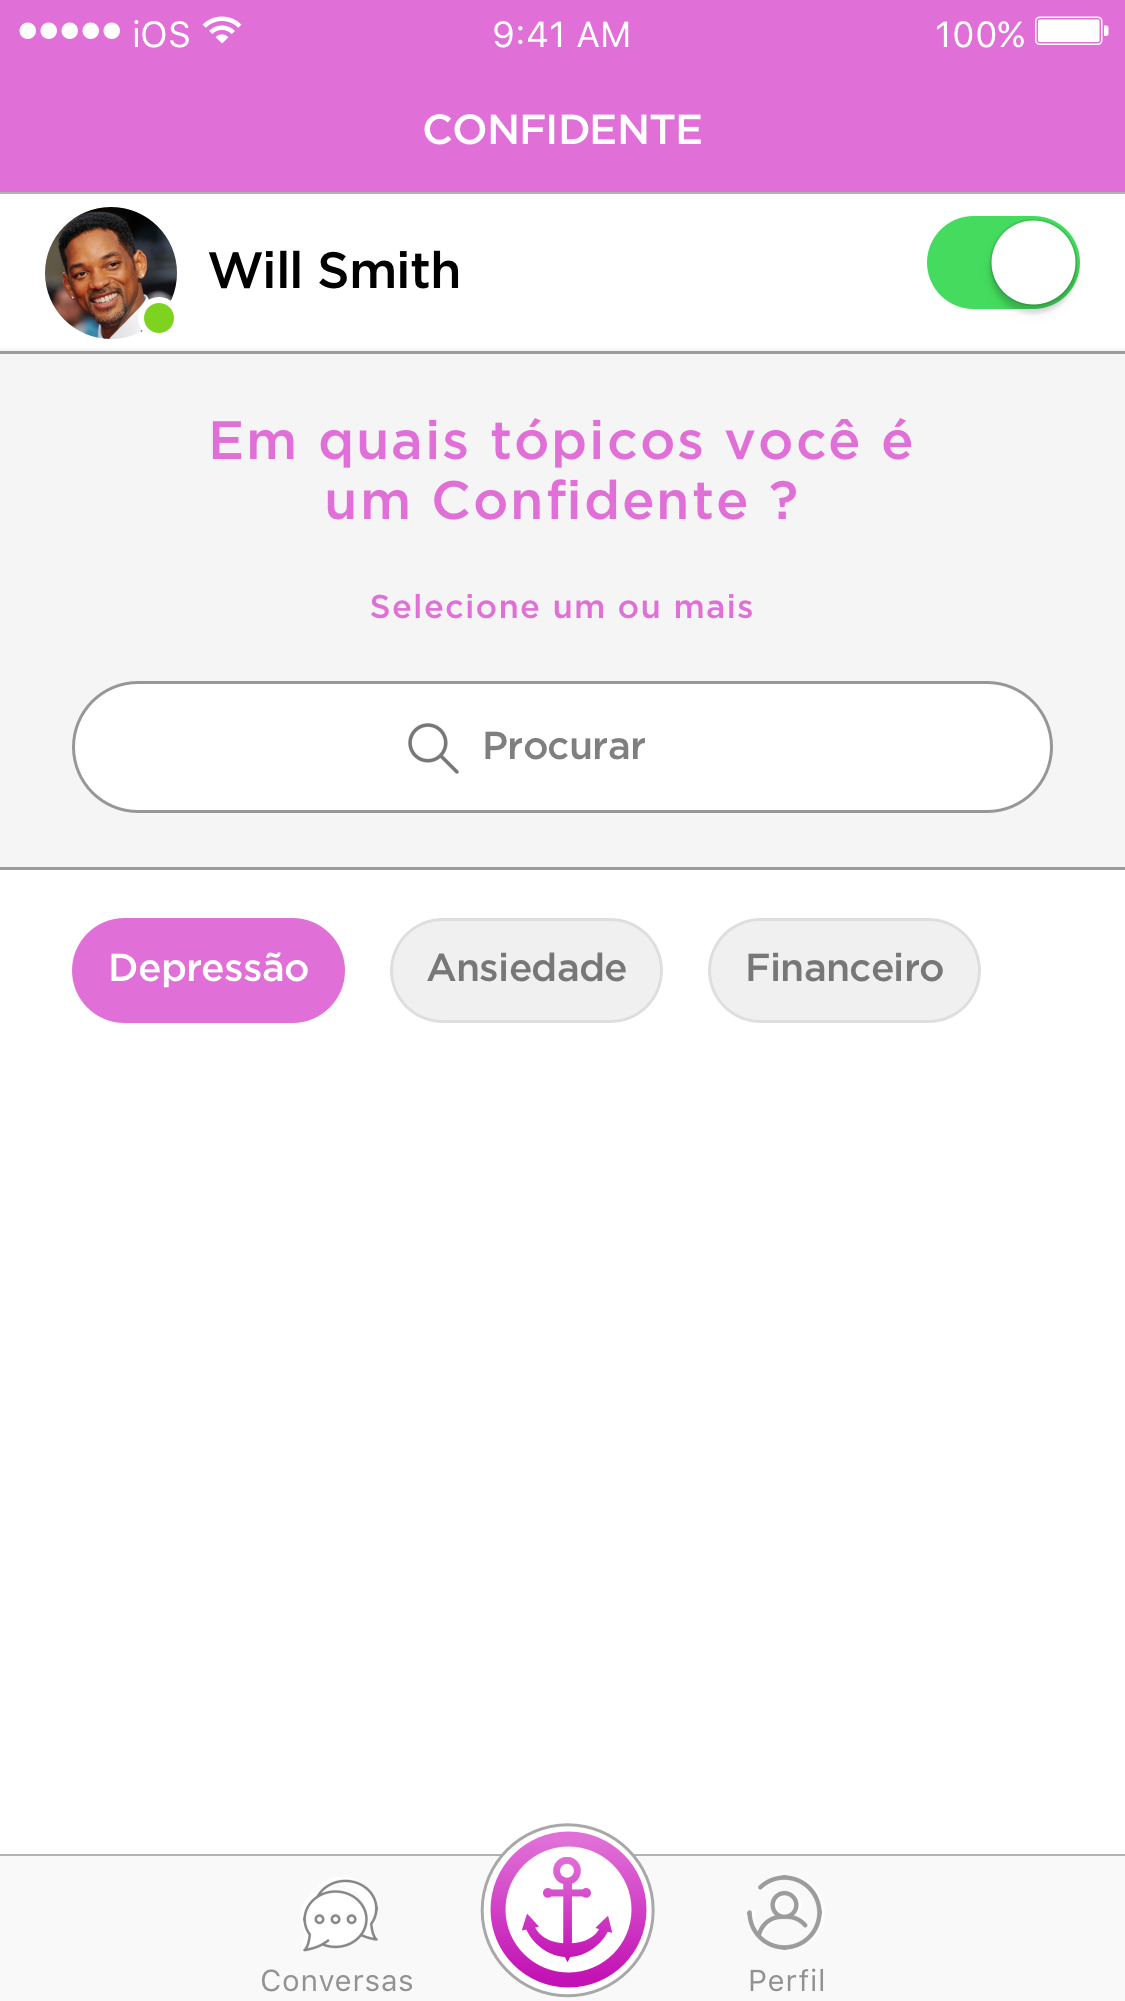 iOS 9:41 AM 100%
CONFIDENTE
Will Smith
Em quais tópicos você é
um Confidente ?
Selecione um ou mais
Procurar
Depressão Ansiedade Financeiro
Conversas Perfil